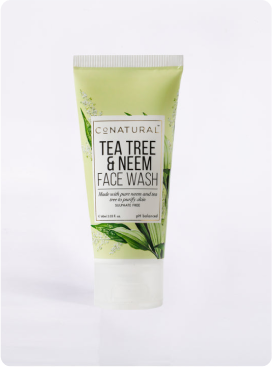 CONATURAL
TEA TREE
& NEEM
FACE WASH
Made with pure neem and tea
tree to purify skin
SULPHATE FREE
pH balanced